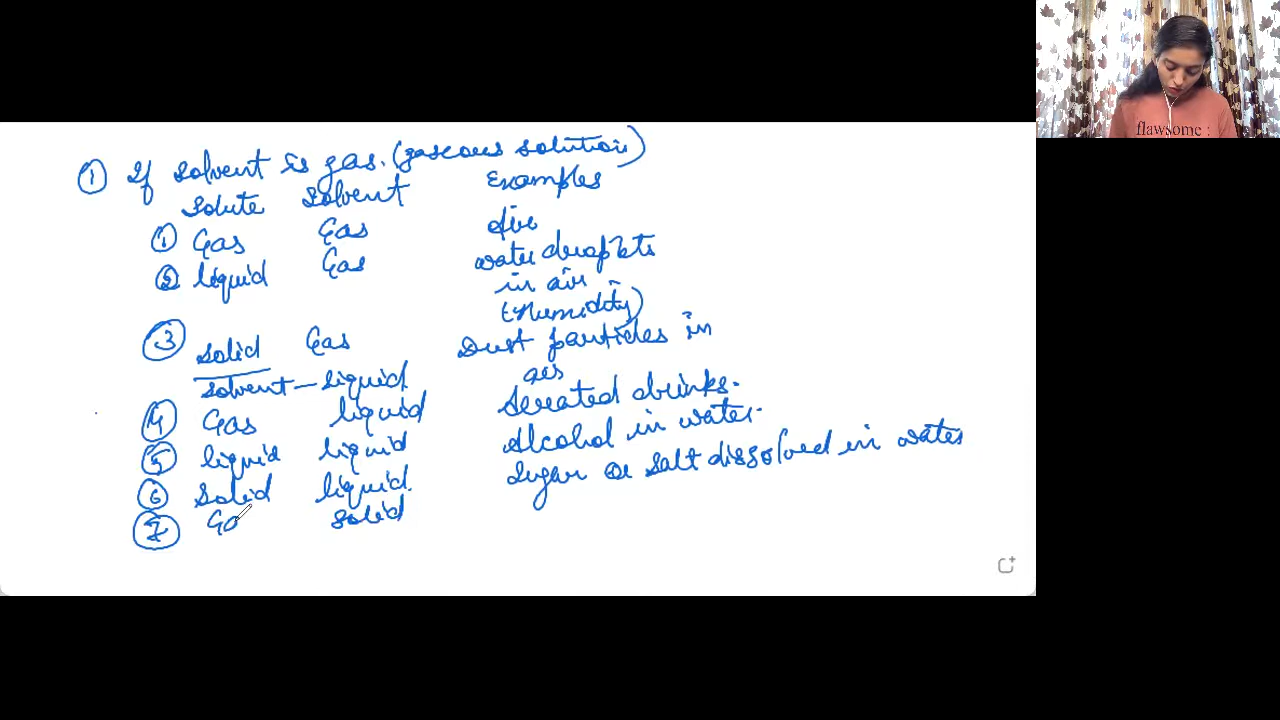 ① If solvent is gas. (gaseous solution)
Solute Solvent Examples
① Gas Gas Air
② liquid Gas water droplets
in air
(Humidity)
③ Solid Gas Dust particles in
air
Solvent - liquid
④ Gas liquid Aerated drinks.
⑤ liquid liquid Alcohol in water.
⑥ Solid liquid. Sugar or salt dissolved in water
⑦ Ga solid
flawsome :